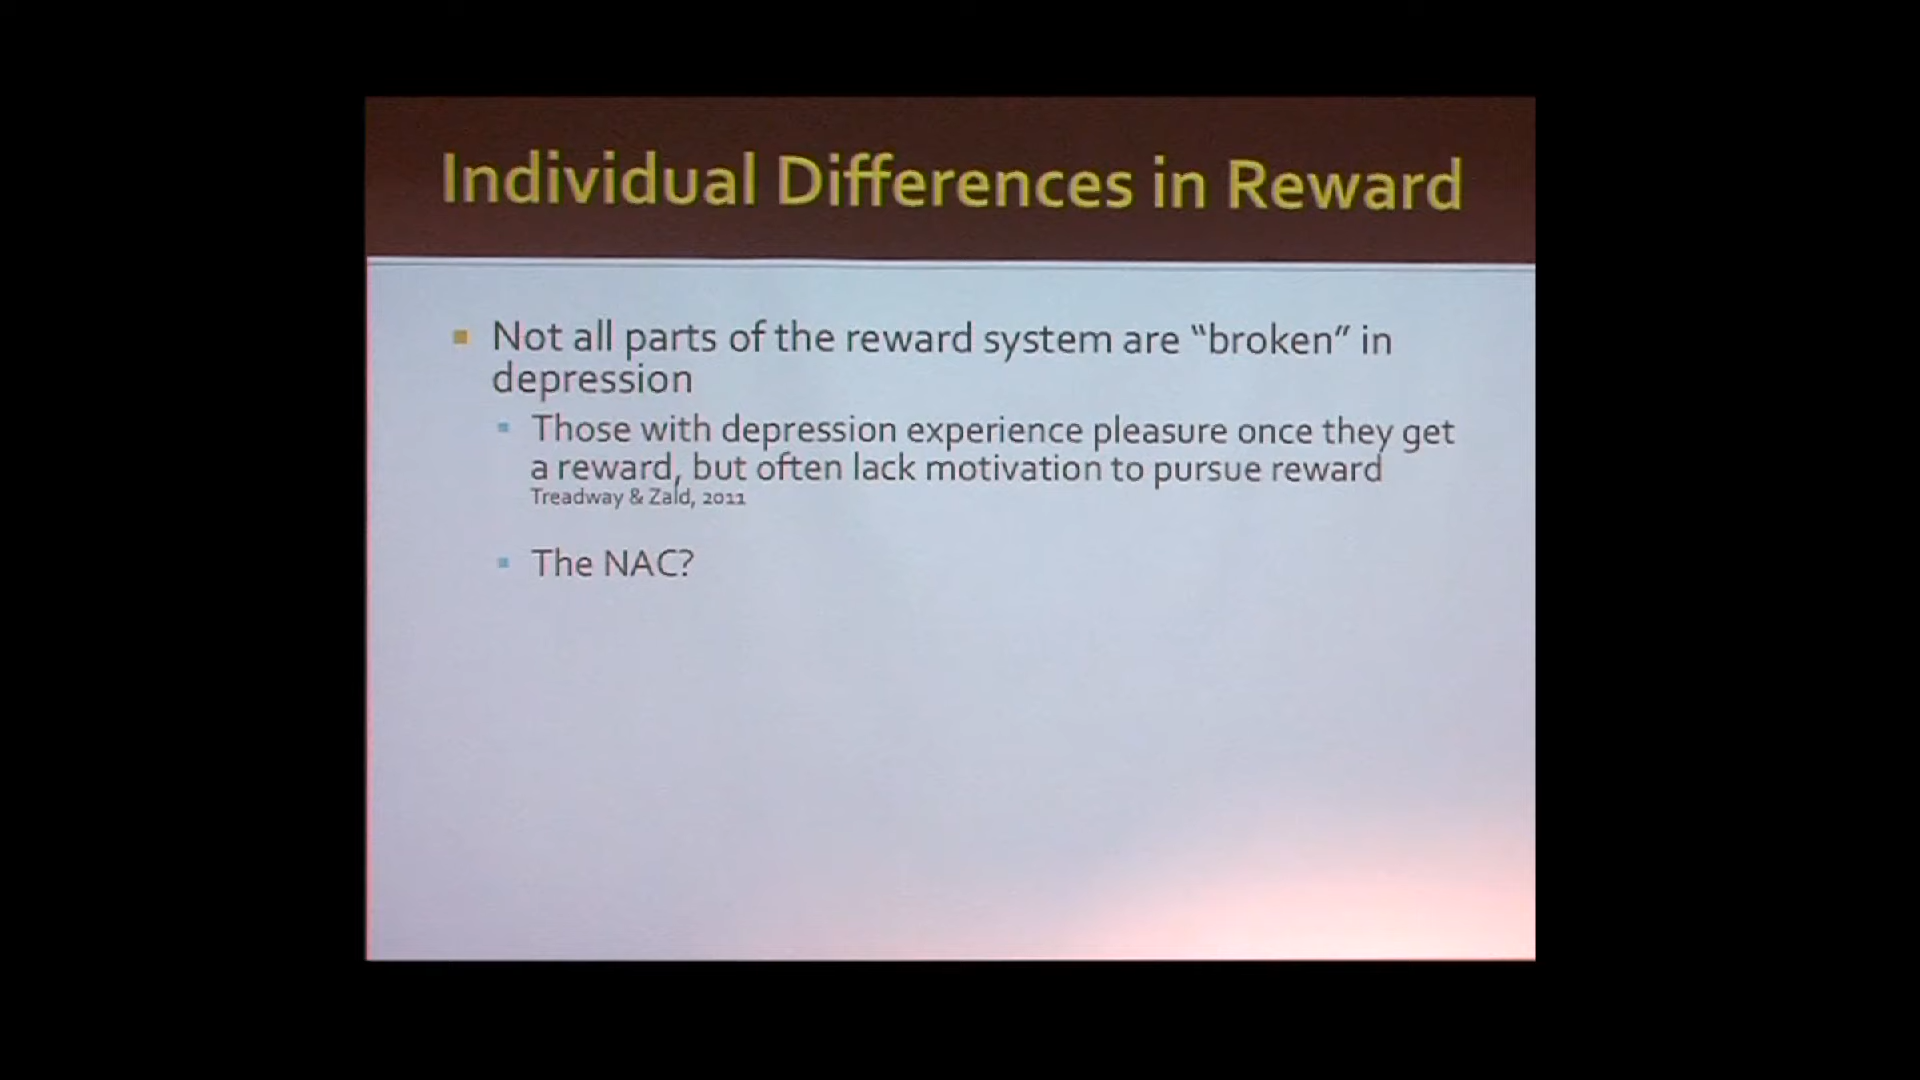 Individual Differences in Reward
Not all parts of the reward system are “broken” in
depression
Those with depression experience pleasure once they get
a reward, but often lack motivation to pursue reward
Treadway & Zald, 2011
The NAC?